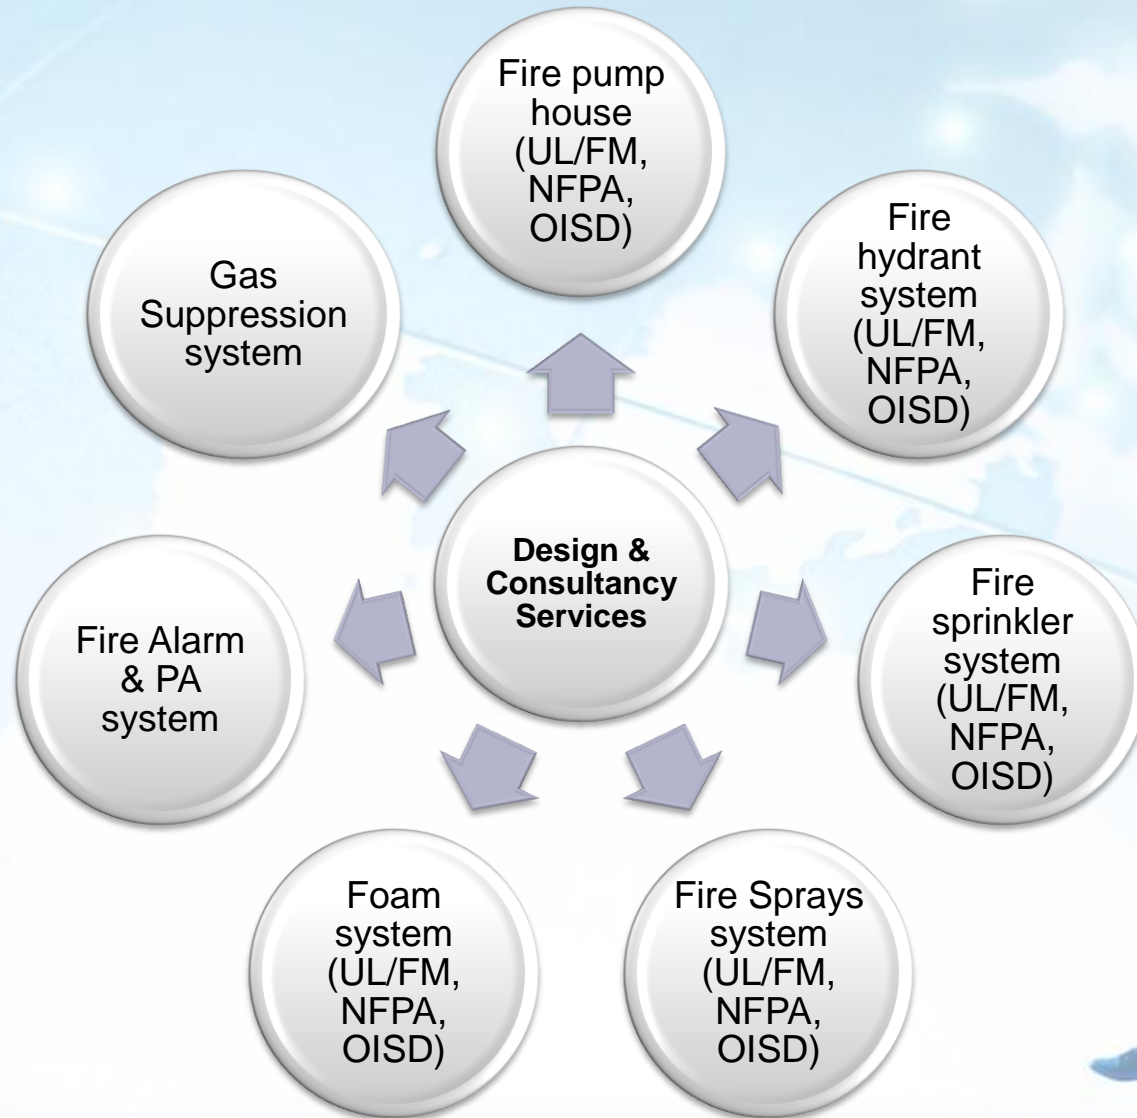 Fire pump
house
(UL/FM,
NFPA,
OISD)
Fire
hydrant
system
(UL/FM,
NFPA,
OISD)
Fire
sprinkler
system
(UL/FM,
NFPA,
OISD)
Fire Sprays
system
(UL/FM,
NFPA,
OISD)
Foam
system
(UL/FM,
NFPA,
OISD)
Fire Alarm
& PA
system
Gas
Suppression
system
Design &
Consultancy
Services